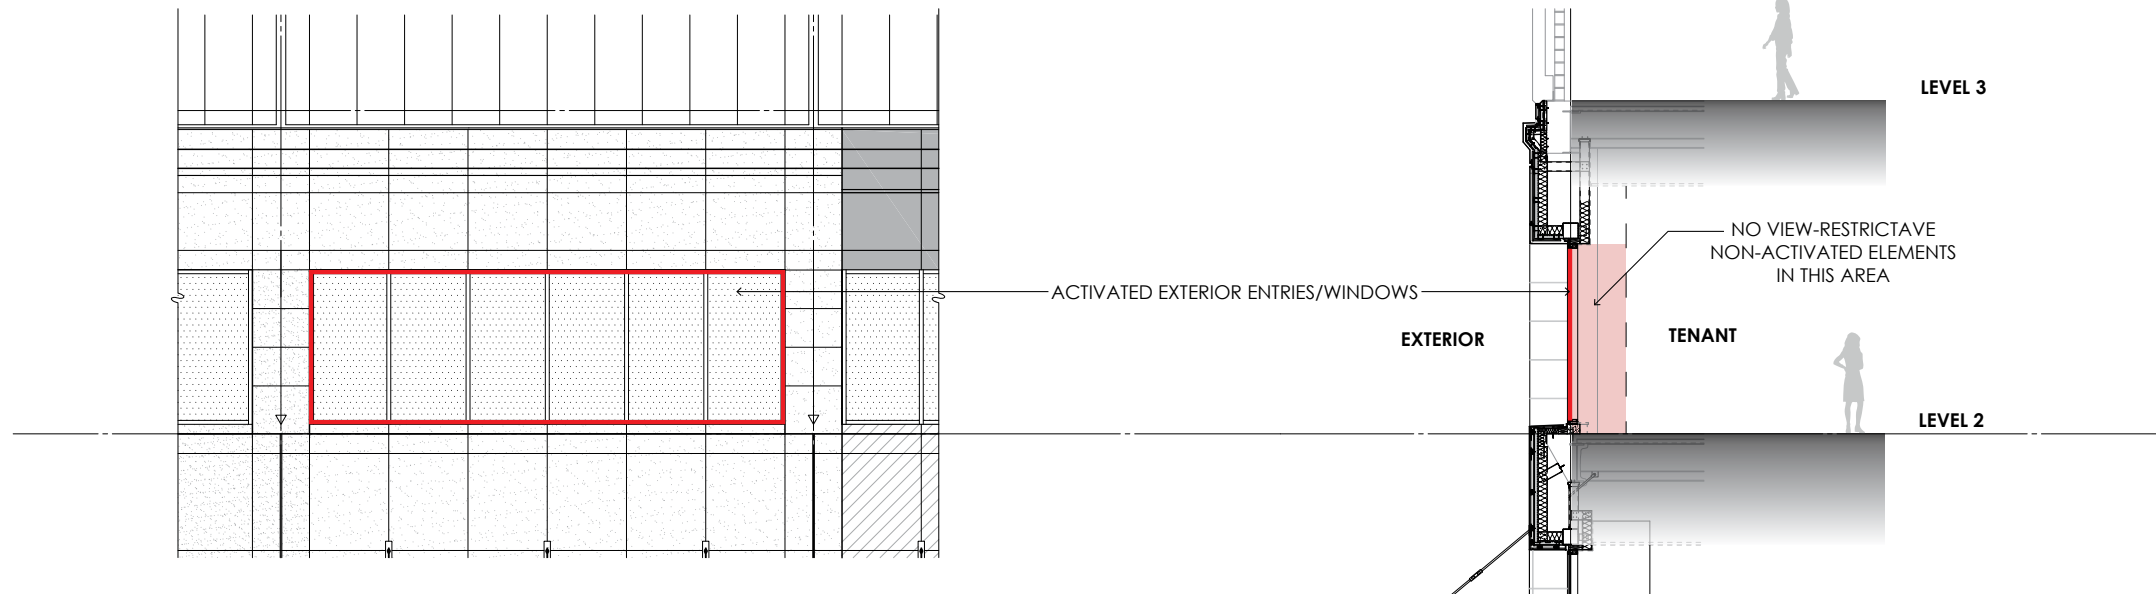 LEVEL 3
NO VIEW-RESTRICTAVE
NON-ACTIVATED ELEMENTS
IN THIS AREA
ACTIVATED EXTERIOR ENTRIES/WINDOWS
EXTERIOR
TENANT
LEVEL 2